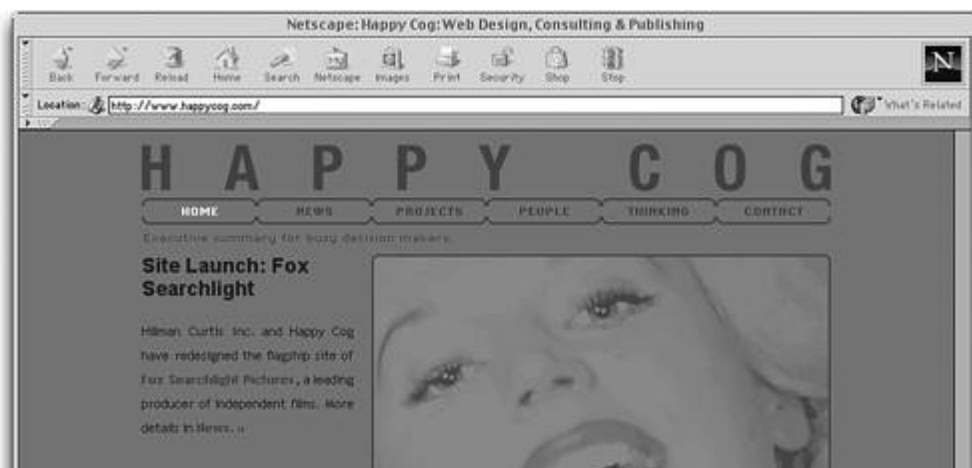 Netscape: Happy Cog: Web Design, Consulting & Publishing
Back Forward Reload Home Search Netscape Images Print Security Shop Stop
N
Location: http://www.happycog.com/ What's Related
HAPPY COG
HOME NEWS PROJECTS PEOPLE THINKING CONTACT
Executive summary for busy decision makers.
Site Launch: Fox
Searchlight
Hillman Curtis Inc. and Happy Cog
have redesigned the flagship site of
Fox Searchlight Pictures, a leading
producer of independent films. More
details in News. »